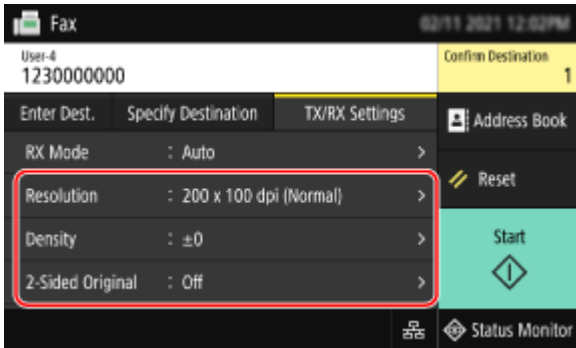 Fax
02/11 2021 12:02PM
User-4
1230000000
Confirm Destination
1
Enter Dest.
Specify Destination
TX/RX Settings
Address Book
RX Mode : Auto
Resolution : 200 x 100 dpi (Normal)
Density : ±0
2-Sided Original : Off
Reset
Start
Status Monitor